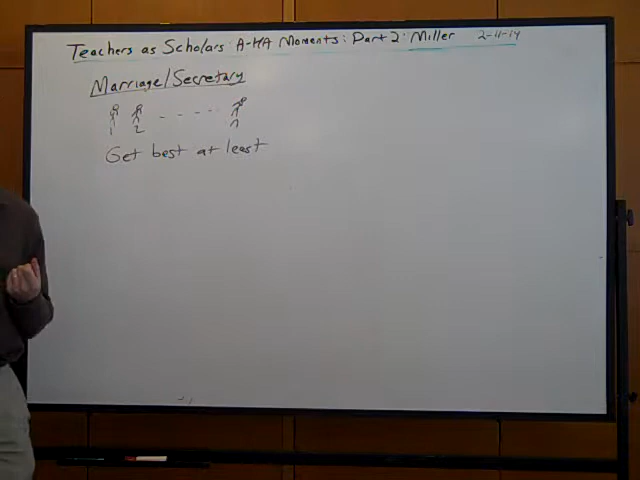 Teachers as Scholars: A-HA Moments: Part 2: Miller 2-11-14
Marriage/Secretary
1 2 - - - - - n
Get best at least